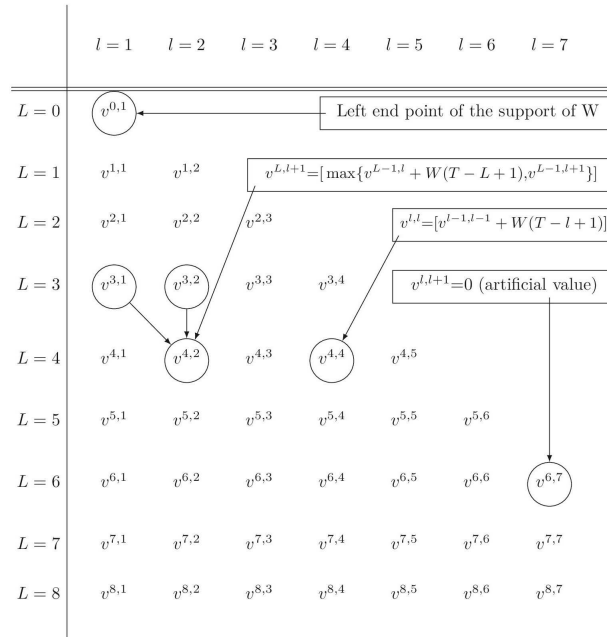 l = 1 l = 2 l = 3 l = 4 l = 5 l = 6 l = 7
L = 0 v^{0,1} Left end point of the support of W
L = 1 v^{1,1} v^{1,2} v^{L,l+1}=[max{v^{L−1,l} + W(T − L + 1),v^{L−1,l+1}}]
L = 2 v^{2,1} v^{2,2} v^{2,3} v^{l,l}=[v^{l−1,l−1} + W(T − l + 1)]
L = 3 v^{3,1} v^{3,2} v^{3,3} v^{3,4} v^{l,l+1}=0 (artificial value)
L = 4 v^{4,1} v^{4,2} v^{4,3} v^{4,4} v^{4,5}
L = 5 v^{5,1} v^{5,2} v^{5,3} v^{5,4} v^{5,5} v^{5,6}
L = 6 v^{6,1} v^{6,2} v^{6,3} v^{6,4} v^{6,5} v^{6,6} v^{6,7}
L = 7 v^{7,1} v^{7,2} v^{7,3} v^{7,4} v^{7,5} v^{7,6} v^{7,7}
L = 8 v^{8,1} v^{8,2} v^{8,3} v^{8,4} v^{8,5} v^{8,6} v^{8,7}